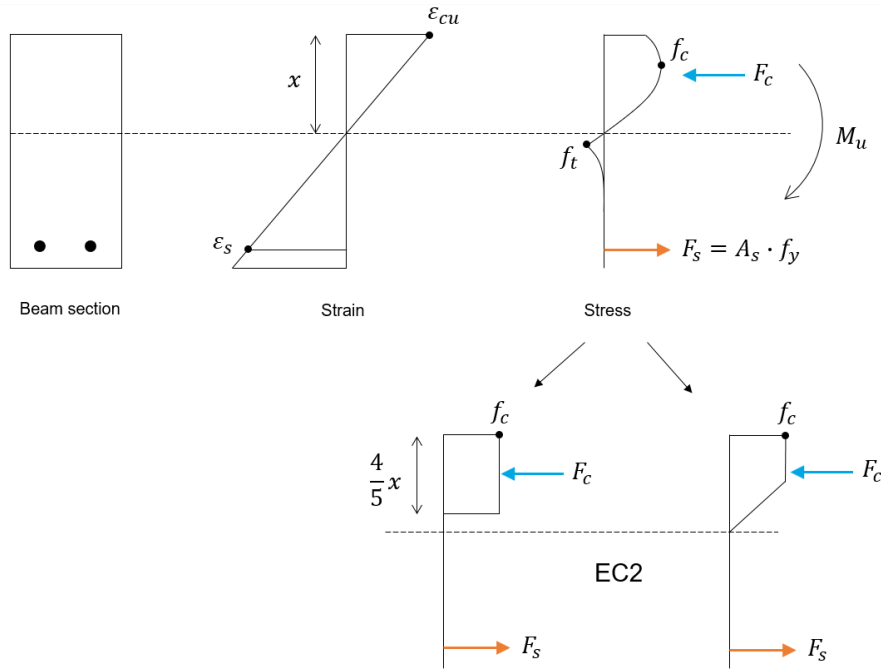 ε_cu
x
f_c
F_c
M_u
f_t
ε_s
F_s = A_s · f_y
Beam section
Strain
Stress
f_c
f_c
4/5 x
F_c
F_c
EC2
F_s
F_s